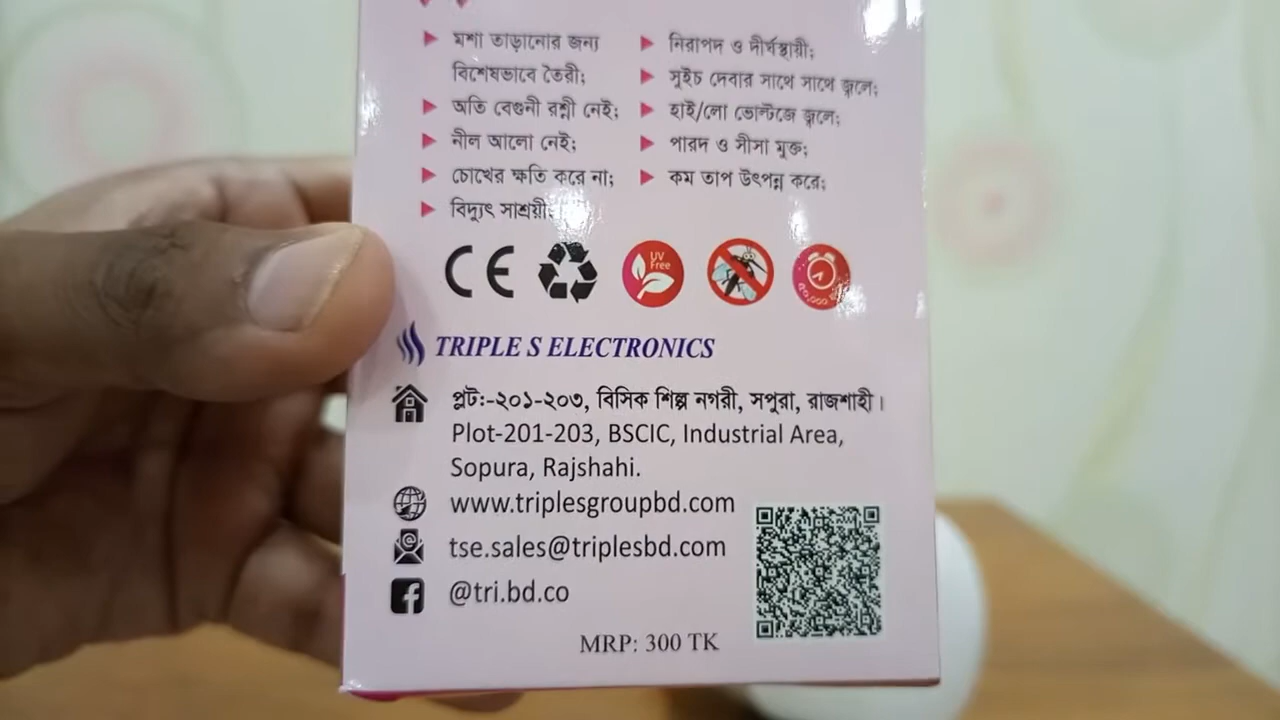 মশা তাড়ানোর জন্য
বিশেষভাবে তৈরী;
অতি বেগুনী রশ্নী নেই;
নীল আলো নেই;
চোখের ক্ষতি করে না;
বিদ্যুৎ সাশ্রয়ী;
নিরাপদ ও দীর্ঘস্থায়ী;
সুইচ দেবার সাথে সাথে জ্বলে;
হাই/লো ভোল্টেজে জ্বলে;
পারদ ও সীসা মুক্ত;
কম তাপ উৎপন্ন করে;
CE
UV
Free
TRIPLE S ELECTRONICS
প্লট:-২০১-২০৩, বিসিক শিল্প নগরী, সপুরা, রাজশাহী।
Plot-201-203, BSCIC, Industrial Area,
Sopura, Rajshahi.
www.triplesgroupbd.com
tse.sales@triplesbd.com
@tri.bd.co
MRP: 300 TK